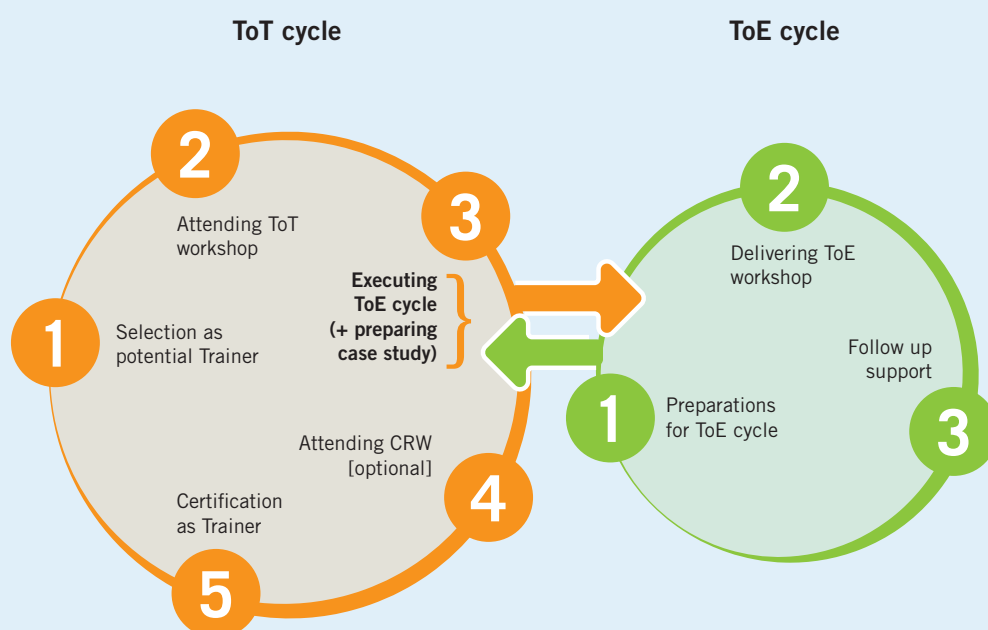 ToT cycle
ToE cycle
2
Attending ToT
workshop
3
Executing
ToE cycle
(+ preparing
case study)
1
Selection as
potential Trainer
Attending CRW
[optional]
4
Certification
as Trainer
5
2
Delivering ToE
workshop
Follow up
support
3
1
Preparations
for ToE cycle